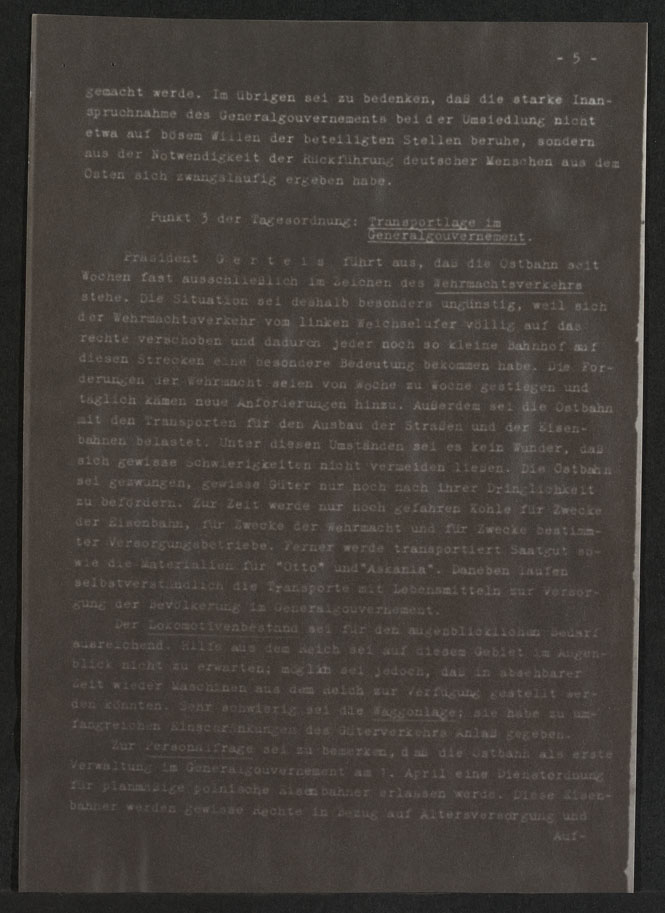 - 5 -
gemacht werde. Im übrigen sei zu bedenken, daß die starke Inan-
spruchnahme des Generalgouvernements bei der Umsiedlung nicht
etwa auf bösem Willen der beteiligten Stellen beruhe, sondern
aus der Notwendigkeit der Rückführung deutscher Menschen aus dem
Osten sich zwangsläufig ergeben habe.
Punkt 3 der Tagesordnung: Transportlage im
Generalgouvernement.
Präsident G e r t e i s führt aus, daß die Ostbahn seit
Wochen fast ausschließlich im Zeichen des Wehrmachtsverkehrs
stehe. Die Situation sei deshalb besonders ungünstig, weil sich
der Wehrmachtsverkehr vom linken Weichselufer völlig auf das
rechte verschoben und dadurch jeder noch so kleine Bahnhof auf
diesen Strecken eine besondere Bedeutung bekommen habe. Die For-
derungen der Wehrmacht seien von Woche zu Woche gestiegen und
täglich kämen neue Anforderungen hinzu. Außerdem sei die Ostbahn
mit den Transporten für den Ausbau der Straßen und der Eisen-
bahnen belastet. Unter diesen Umständen sei es kein Wunder, daß
sich gewisse Schwierigkeiten nicht vermeiden ließen. Die Ostbahn
sei gezwungen, gewisse Güter nur noch nach ihrer Dringlichkeit
zu befördern. Zur Zeit werde nur noch gefahren Kohle für Zwecke
der Eisenbahn, für Zwecke der Wehrmacht und für Zwecke bestimm-
ter Versorgungsbetriebe. Ferner werde transportiert Saatgut so-
wie die Materialien für "Otto" und "Askania". Daneben laufen
selbstverständlich die Transporte mit Lebensmitteln zur Versor-
gung der Bevölkerung im Generalgouvernement.
Der Lokomotivenbestand sei für den augenblicklichen Bedarf
ausreichend. Hilfe aus dem Reich sei auf diesem Gebiet im Augen-
blick nicht zu erwarten; möglich sei jedoch, daß in absehbarer
Zeit wieder Maschinen aus dem Reich zur Verfügung gestellt wer-
den könnten. Sehr schwierig sei die Waggonlage; sie habe zu um-
fangreichen Einschränkungen des Güterverkehrs Anlaß gegeben.
Zur Personalfrage sei zu bemerken, daß die Ostbahn als erste
Verwaltung im Generalgouvernement am 1. April eine Dienstordnung
für planmäßige polnische Eisenbahner erlassen werde. Diese Eisen-
bahner werden gewisse Rechte in Bezug auf Altersversorgung und
Auf-